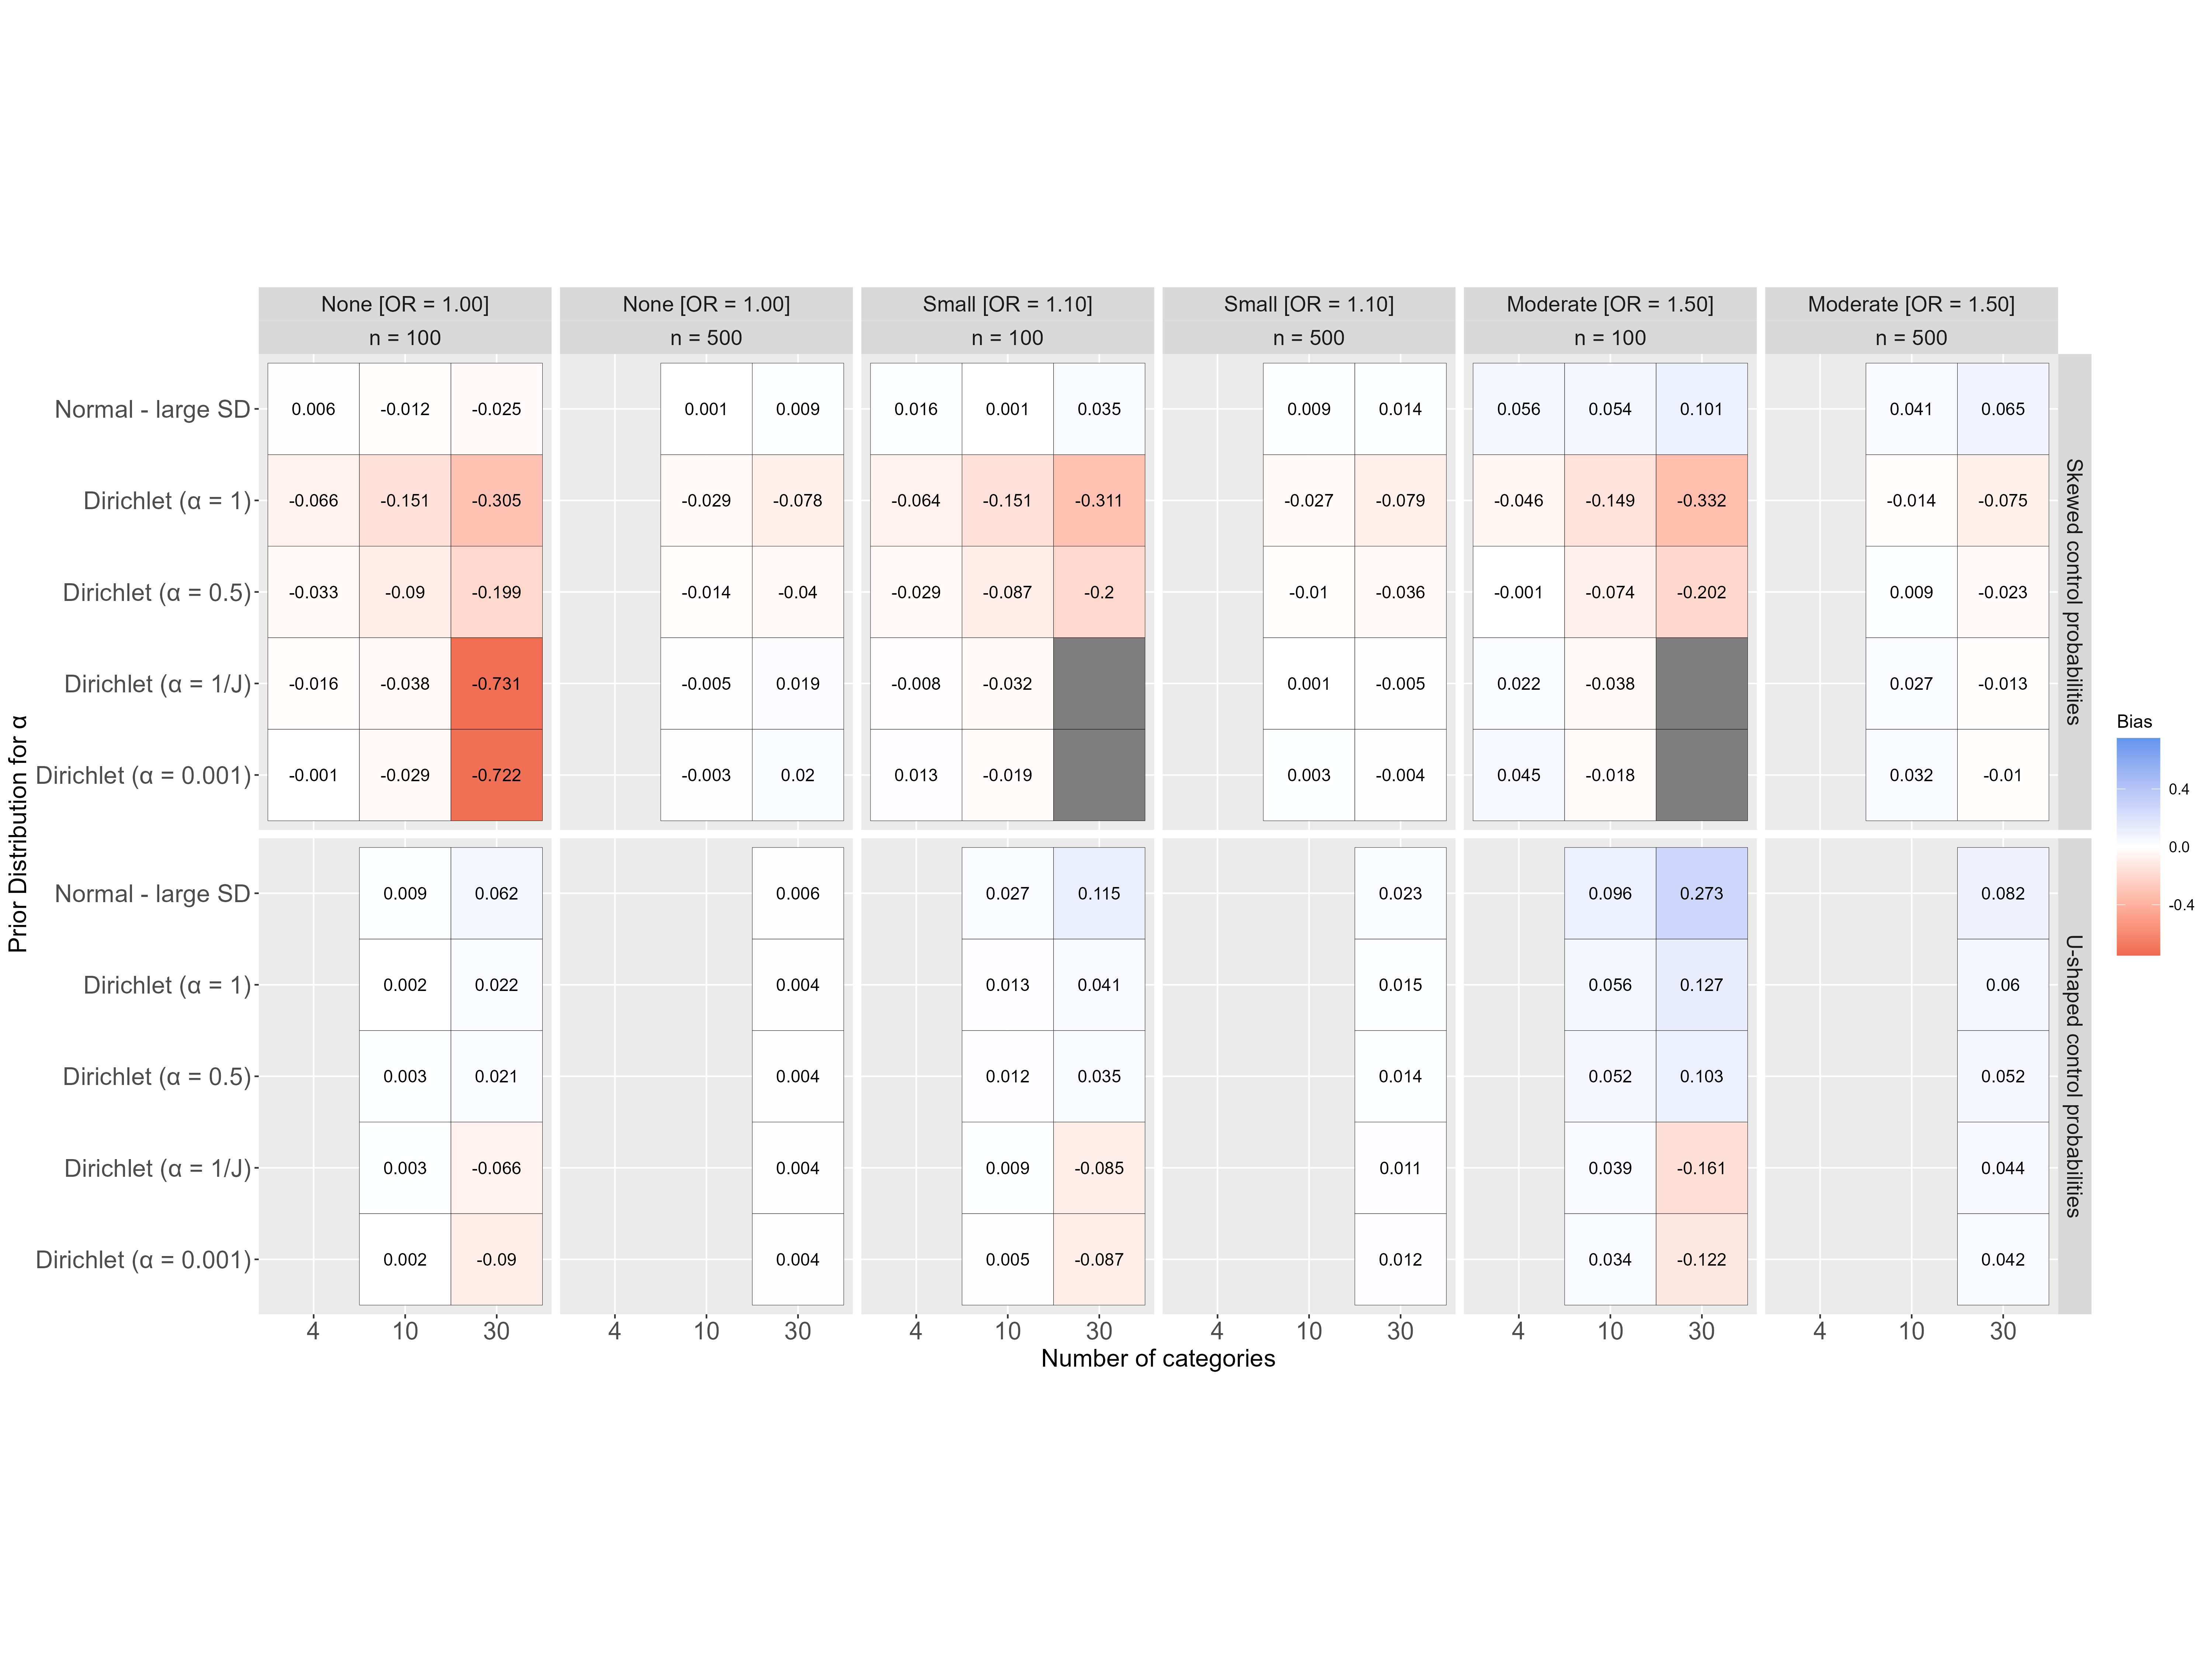 None [OR = 1.00] None [OR = 1.00] Small [OR = 1.10] Small [OR = 1.10] Moderate [OR = 1.50] Moderate [OR = 1.50]
n = 100 n = 500 n = 100 n = 500 n = 100 n = 500
Normal - large SD 0.006 -0.012 -0.025 0.001 0.009 0.016 0.001 0.035 0.009 0.014 0.056 0.054 0.101 0.041 0.065
Dirichlet (α = 1) -0.066 -0.151 -0.305 -0.029 -0.078 -0.064 -0.151 -0.311 -0.027 -0.079 -0.046 -0.149 -0.332 -0.014 -0.075
Dirichlet (α = 0.5) -0.033 -0.09 -0.199 -0.014 -0.04 -0.029 -0.087 -0.2 -0.01 -0.036 -0.001 -0.074 -0.202 0.009 -0.023
Dirichlet (α = 1/J) -0.016 -0.038 -0.731 -0.005 0.019 -0.008 -0.032 0.001 -0.005 0.022 -0.038 0.027 -0.013
Dirichlet (α = 0.001) -0.001 -0.029 -0.722 -0.003 0.02 0.013 -0.019 0.003 -0.004 0.045 -0.018 0.032 -0.01
Skewed control probabilities
Normal - large SD 0.009 0.062 0.006 0.027 0.115 0.023 0.096 0.273 0.082
Dirichlet (α = 1) 0.002 0.022 0.004 0.013 0.041 0.015 0.056 0.127 0.06
Dirichlet (α = 0.5) 0.003 0.021 0.004 0.012 0.035 0.014 0.052 0.103 0.052
Dirichlet (α = 1/J) 0.003 -0.066 0.004 0.009 -0.085 0.011 0.039 -0.161 0.044
Dirichlet (α = 0.001) 0.002 -0.09 0.004 0.005 -0.087 0.012 0.034 -0.122 0.042
U-shaped control probabilities
4 10 30 4 10 30 4 10 30 4 10 30 4 10 30 4 10 30
Number of categories
Prior Distribution for α
Bias
0.4
0.0
-0.4